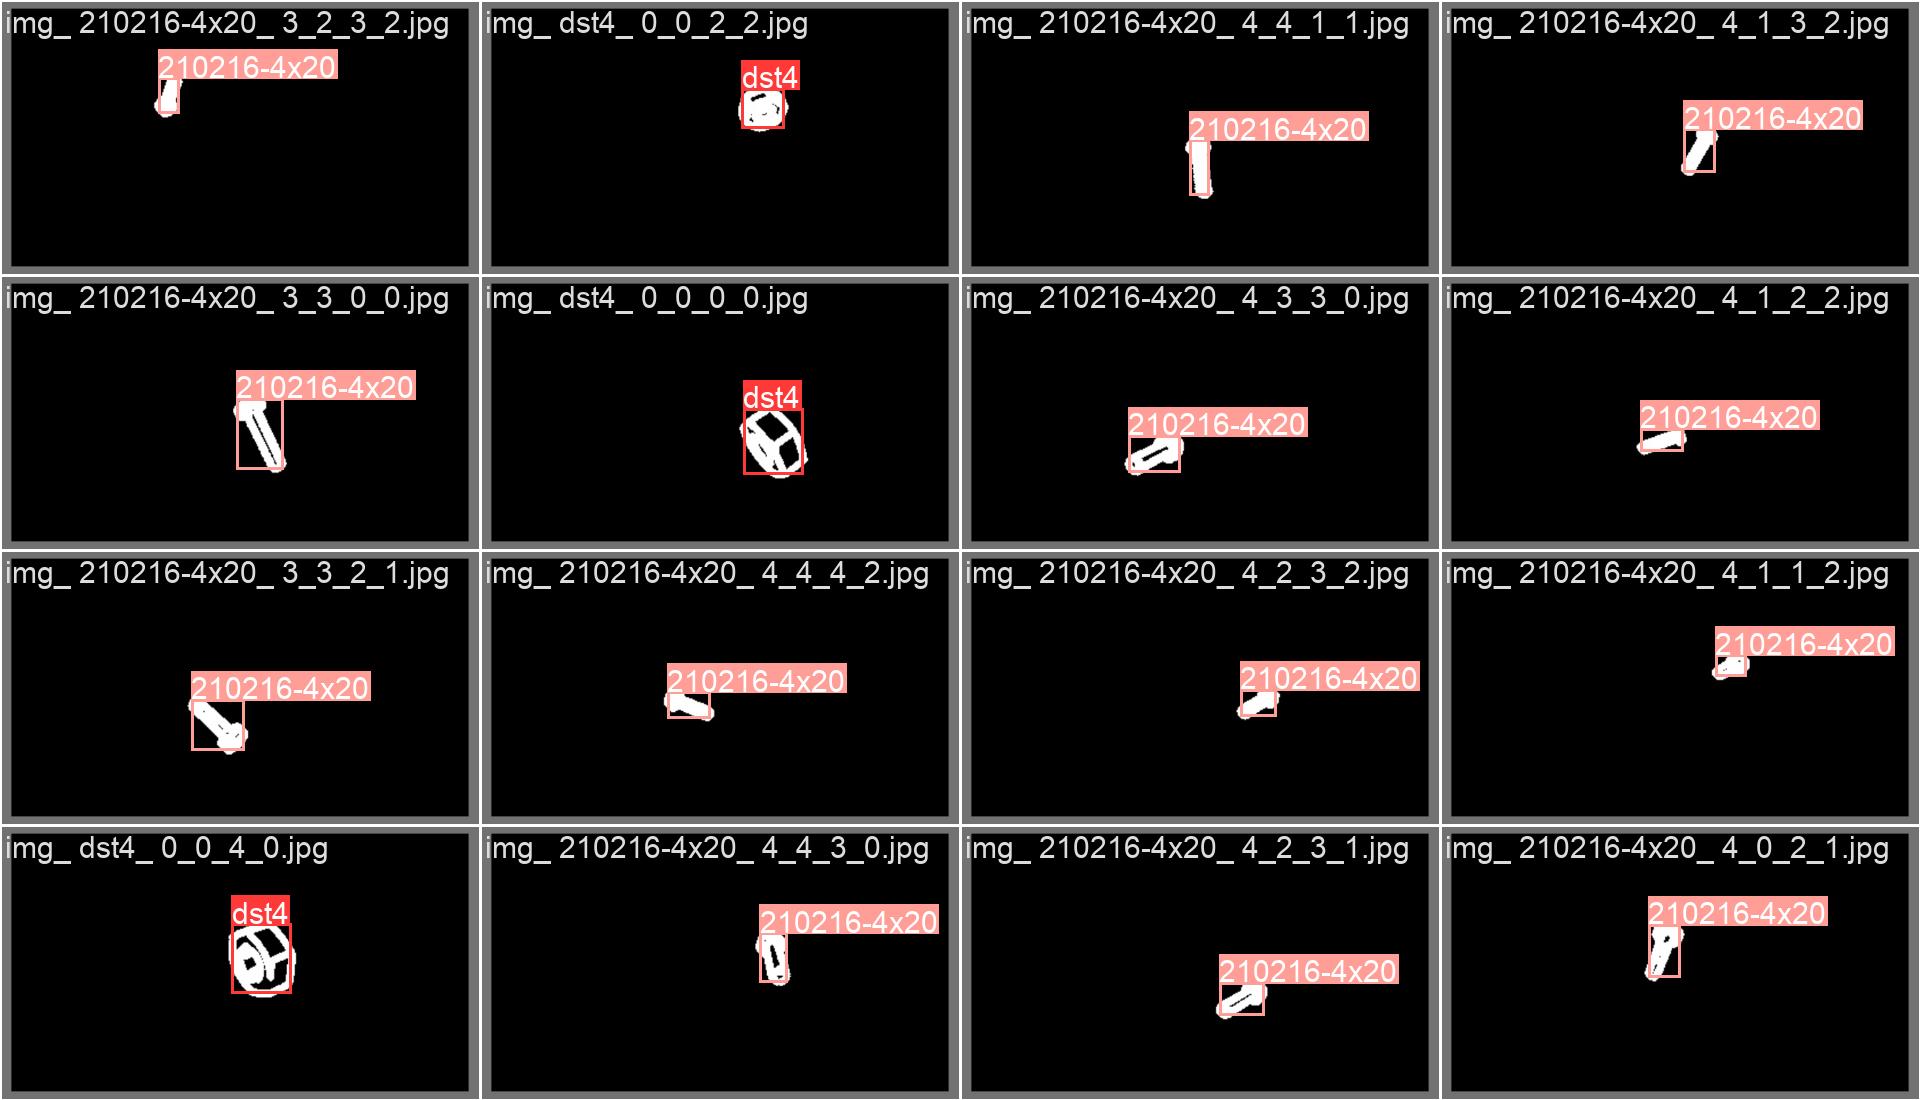 img_ 210216-4x20_ 3_2_3_2.jpg
210216-4x20
img_ dst4_ 0_0_2_2.jpg
dst4
img_ 210216-4x20_ 4_4_1_1.jpg
210216-4x20
img_ 210216-4x20_ 4_1_3_2.jpg
210216-4x20
img_ 210216-4x20_ 3_3_0_0.jpg
210216-4x20
img_ dst4_ 0_0_0_0.jpg
dst4
img_ 210216-4x20_ 4_3_3_0.jpg
210216-4x20
img_ 210216-4x20_ 4_1_2_2.jpg
210216-4x20
img_ 210216-4x20_ 3_3_2_1.jpg
210216-4x20
img_ 210216-4x20_ 4_4_4_2.jpg
210216-4x20
img_ 210216-4x20_ 4_2_3_2.jpg
210216-4x20
img_ 210216-4x20_ 4_1_1_2.jpg
210216-4x20
img_ dst4_ 0_0_4_0.jpg
dst4
img_ 210216-4x20_ 4_4_3_0.jpg
210216-4x20
img_ 210216-4x20_ 4_2_3_1.jpg
210216-4x20
img_ 210216-4x20_ 4_0_2_1.jpg
210216-4x20